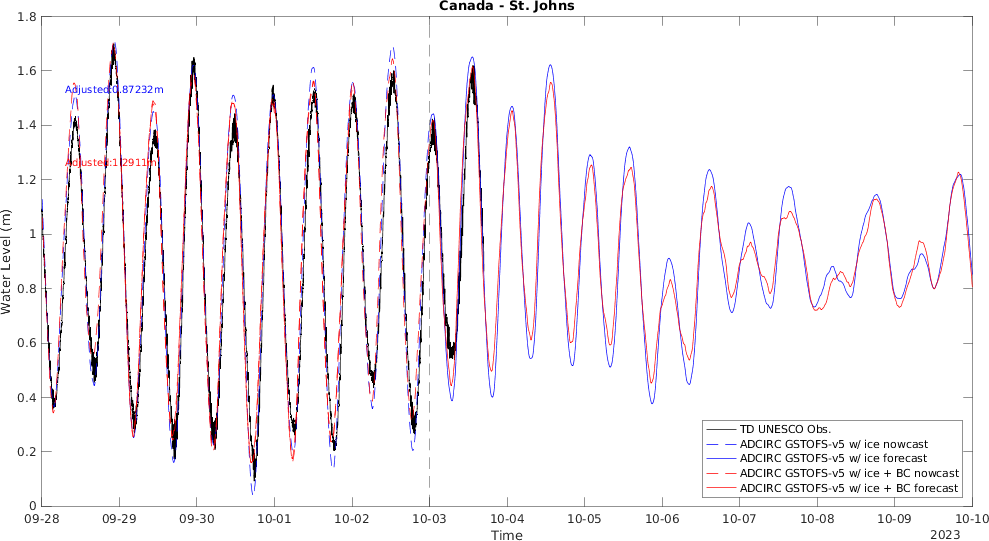 Canada - St. Johns
1.8
1.6
1.4
1.2
1
0.8
0.6
0.4
0.2
0
Water Level (m)
Adjusted:0.87232m
Adjusted:1.2911m
TD UNESCO Obs.
ADCIRC GSTOFS-v5 w/ ice nowcast
ADCIRC GSTOFS-v5 w/ ice forecast
ADCIRC GSTOFS-v5 w/ ice + BC nowcast
ADCIRC GSTOFS-v5 w/ ice + BC forecast
09-28 09-29 09-30 10-01 10-02 10-03 10-04 10-05 10-06 10-07 10-08 10-09 10-10
Time
2023